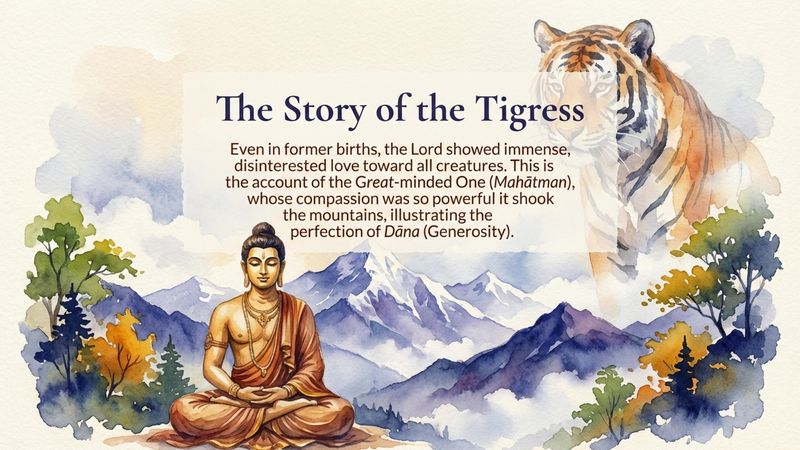 The Story of the Tigress
Even in former births, the Lord showed immense,
disinterested love toward all creatures. This is
the account of the Great-minded One (Mahātman),
whose compassion was so powerful it shook
the mountains, illustrating the
perfection of Dāna (Generosity).